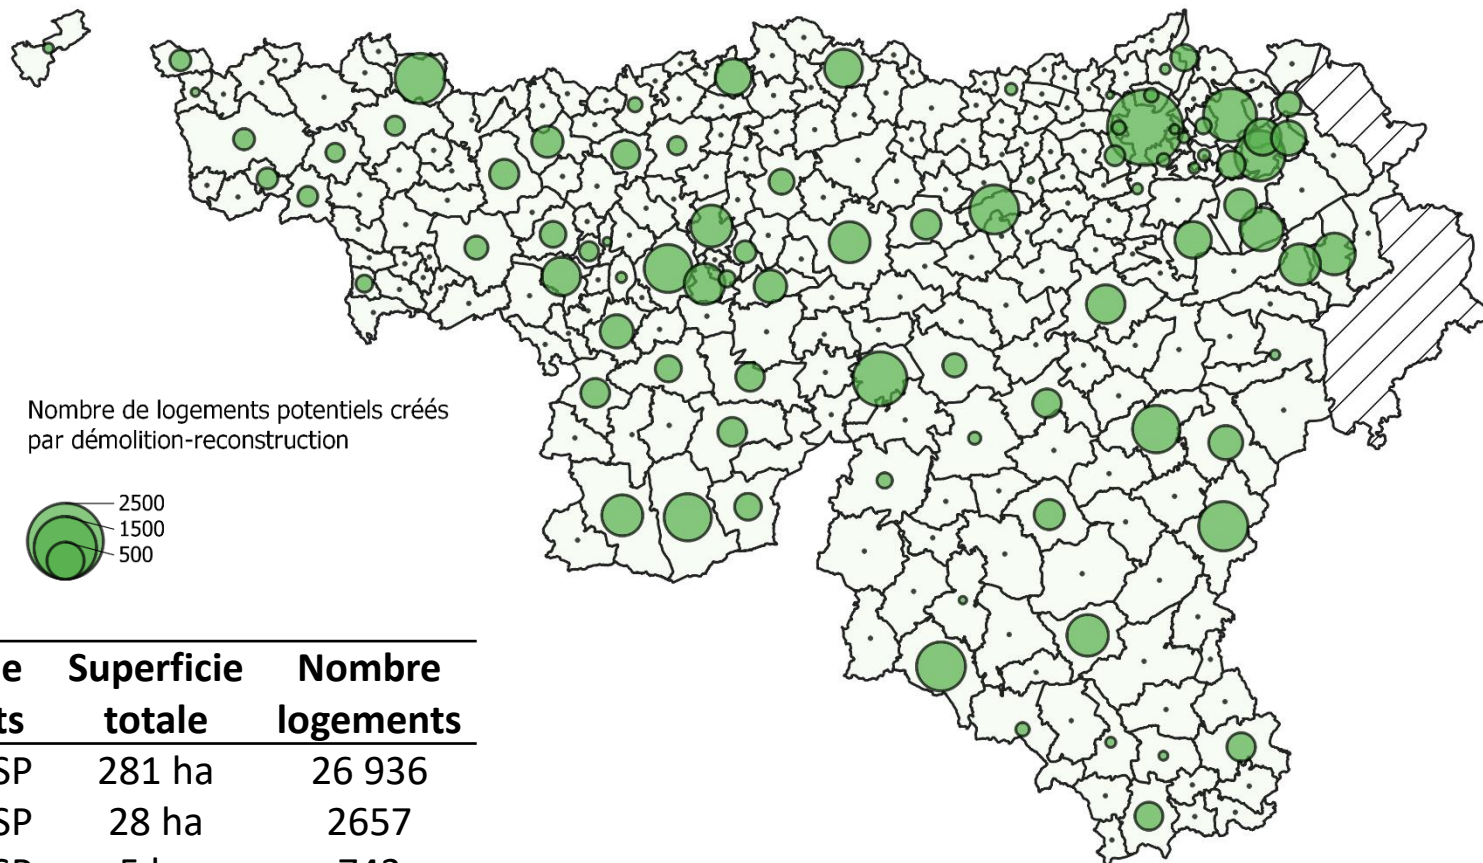 Nombre de logements potentiels créés
par démolition-reconstruction
2500
1500
500
Superficie Nombre
totale logements
SP 281 ha 26 936
SP 28 ha 2657